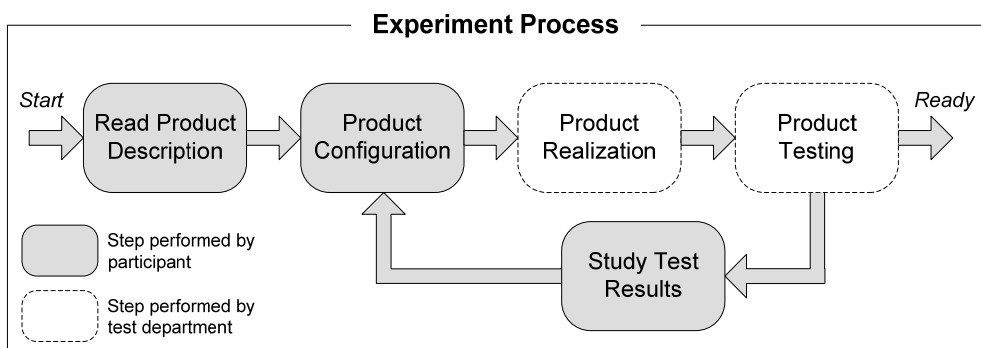 Experiment Process
Start
Read Product
Description
Product
Configuration
Product
Realization
Product
Testing
Ready
Study Test
Results
Step performed by
participant
Step performed by
test department